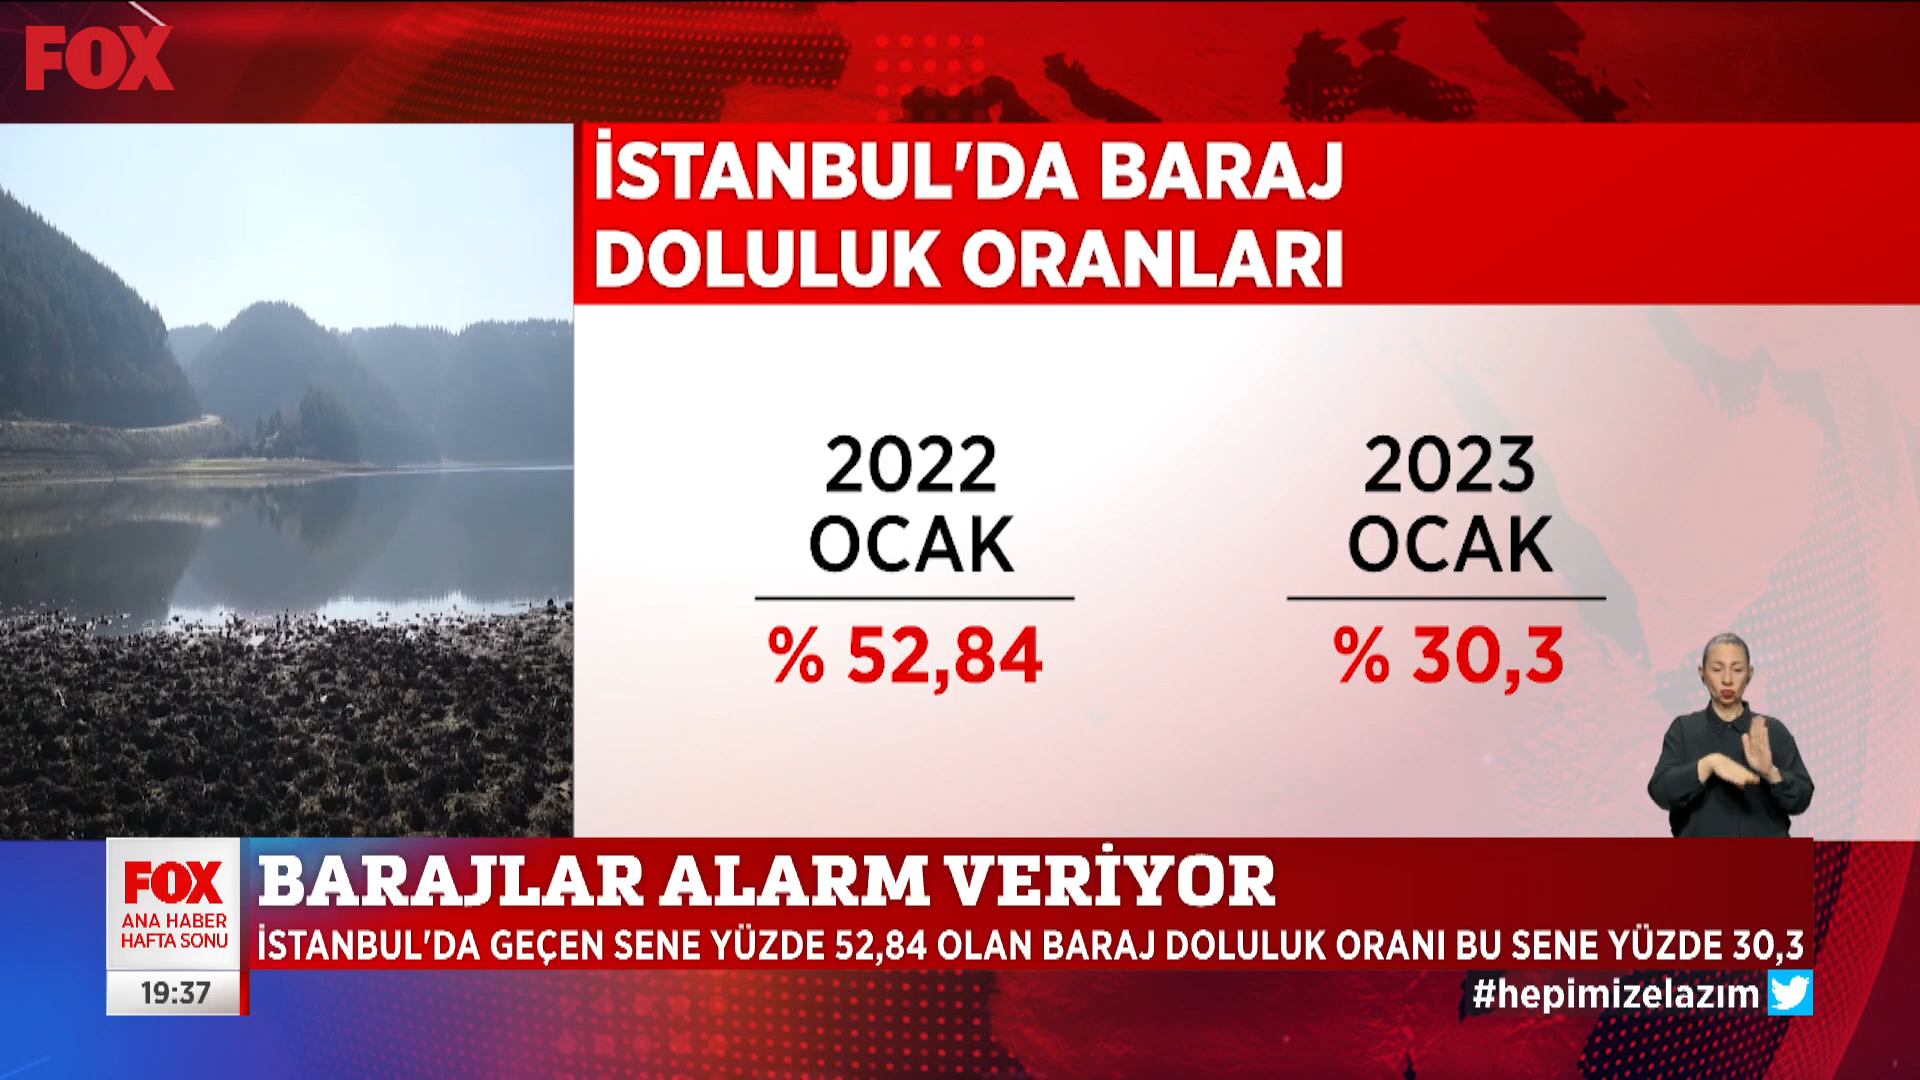 FOX
İSTANBUL'DA BARAJ
DOLULUK ORANLARI
2022
OCAK
% 52,84
2023
OCAK
% 30,3
FOX
ANA HABER
HAFTA SONU
19:37
BARAJLAR ALARM VERİYOR
İSTANBUL'DA GEÇEN SENE YÜZDE 52,84 OLAN BARAJ DOLULUK ORANI BU SENE YÜZDE 30,3
#hepimizelazım